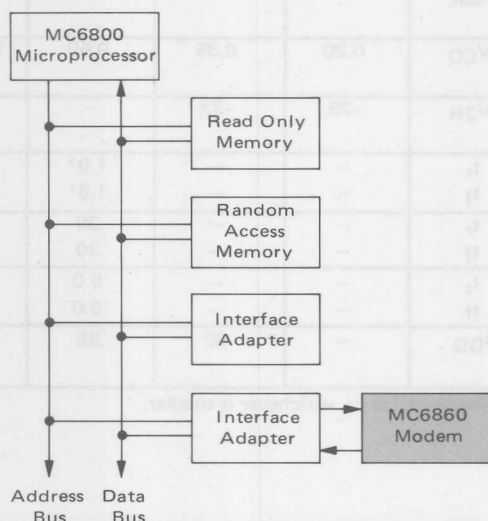 MC6800
Microprocessor
Read Only
Memory
Random
Access
Memory
Interface
Adapter
Interface
Adapter
MC6860
Modem
Address
Bus
Data
Bus